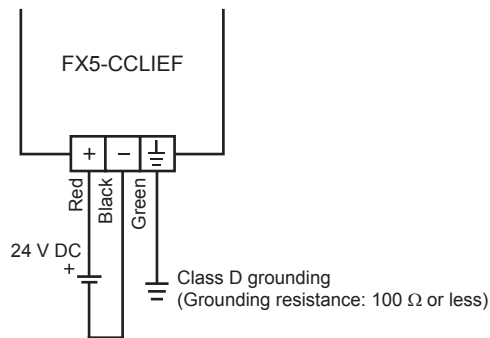 FX5-CCLIEF
+ −
Red
Black
Green
24 V DC
+
Class D grounding
(Grounding resistance: 100 Ω or less)